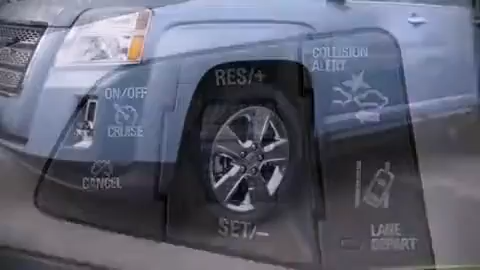 ON/OFF
CRUISE
CANCEL
RES/+
SET/–
COLLISION
ALERT
LANE
DEPART